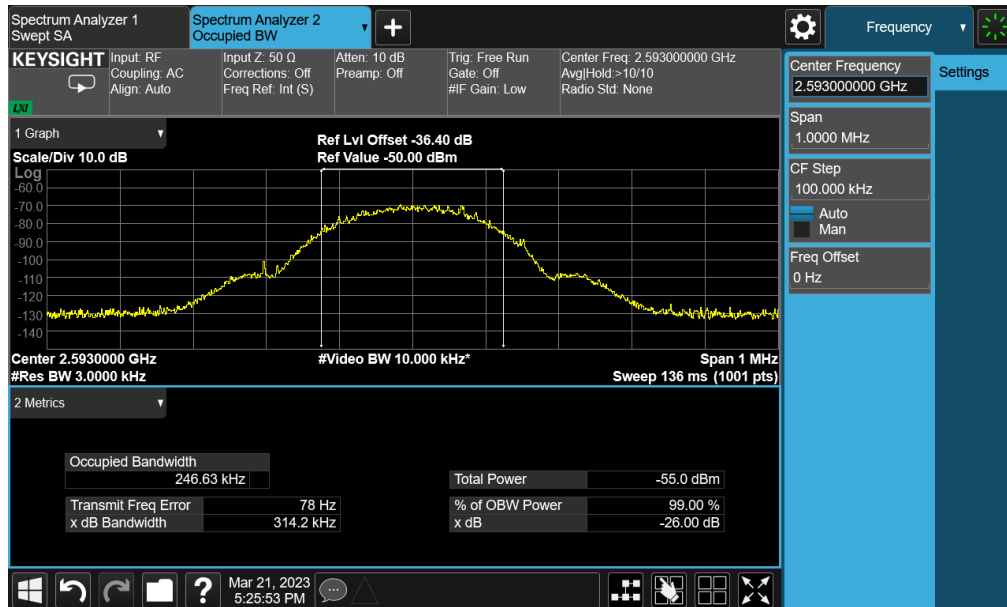 Spectrum Analyzer 1
Swept SA
Spectrum Analyzer 2
Occupied BW
Frequency
KEYSIGHT
LXI
Input: RF
Coupling: AC
Align: Auto
Input Z: 50 Ω
Corrections: Off
Freq Ref: Int (S)
Atten: 10 dB
Preamp: Off
Trig: Free Run
Gate: Off
#IF Gain: Low
Center Freq: 2.593000000 GHz
Avg|Hold:>10/10
Radio Std: None
Center Frequency
2.593000000 GHz
Settings
Span
1.0000 MHz
CF Step
100.000 kHz
Auto
Man
Freq Offset
0 Hz
1 Graph
Scale/Div 10.0 dB
Ref Lvl Offset -36.40 dB
Ref Value -50.00 dBm
Log
-60.0
-70.0
-80.0
-90.0
-100
-110
-120
-130
-140
Center 2.5930000 GHz
#Res BW 3.0000 kHz
#Video BW 10.000 kHz*
Span 1 MHz
Sweep 136 ms (1001 pts)
2 Metrics
Occupied Bandwidth
246.63 kHz
Total Power -55.0 dBm
Transmit Freq Error 78 Hz
% of OBW Power 99.00 %
x dB Bandwidth 314.2 kHz
x dB -26.00 dB
?
Mar 21, 2023
5:25:53 PM